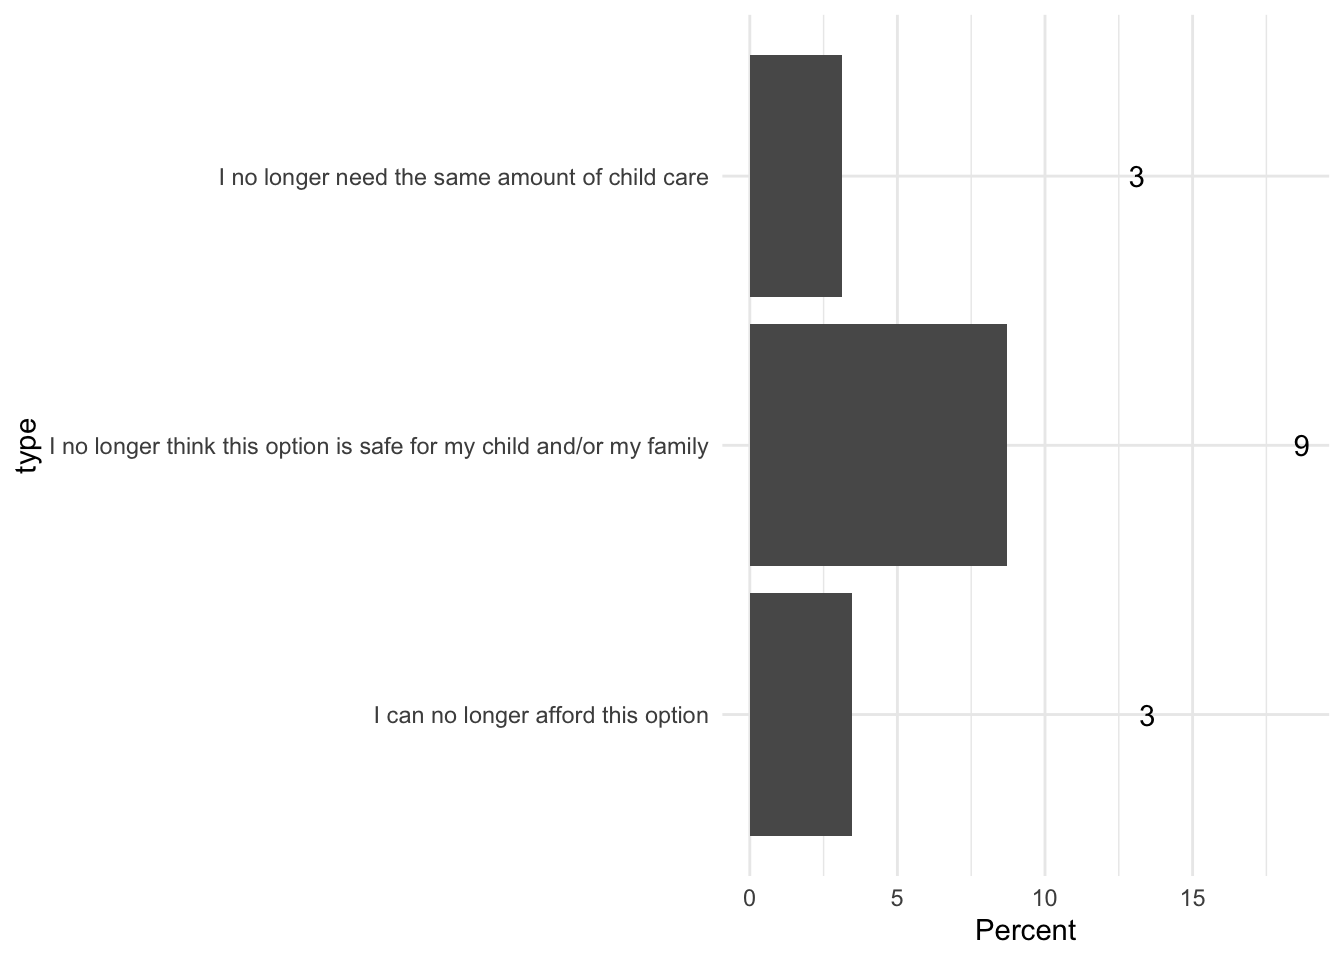 I no longer need the same amount of child care
3
type
I no longer think this option is safe for my child and/or my family
9
I can no longer afford this option
3
0 5 10 15
Percent